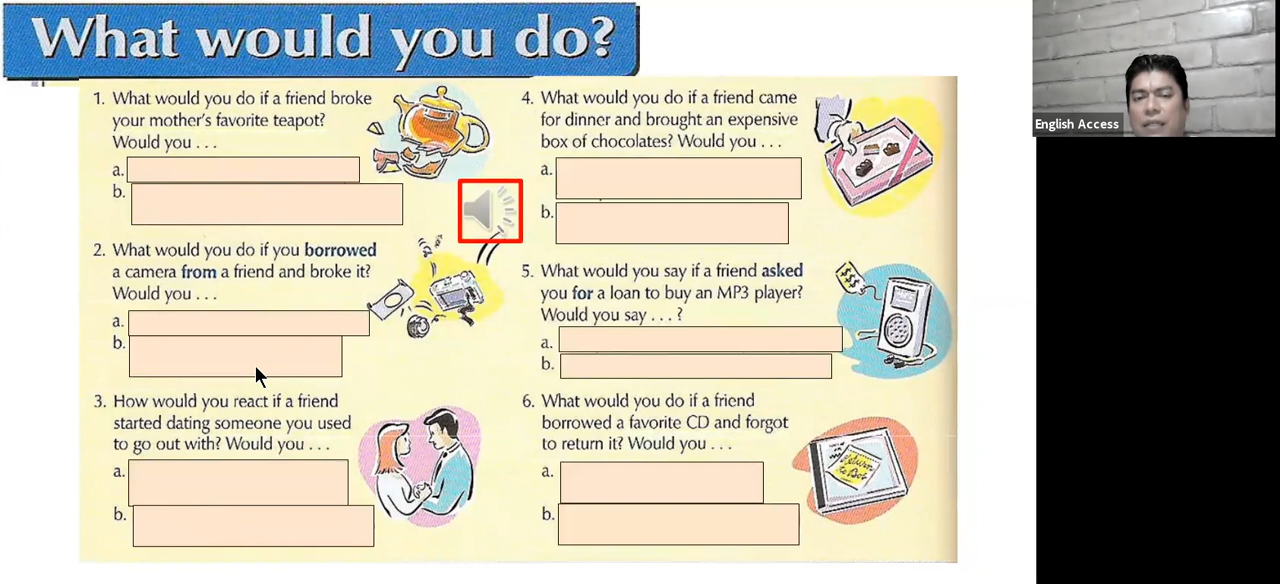 What would you do?
1. What would you do if a friend broke
your mother's favorite teapot?
Would you . . .
a.
b.
2. What would you do if you borrowed
a camera from a friend and broke it?
Would you . . .
a.
b.
3. How would you react if a friend
started dating someone you used
to go out with? Would you . . .
a.
b.
4. What would you do if a friend came
for dinner and brought an expensive
box of chocolates? Would you . . .
a.
b.
5. What would you say if a friend asked
you for a loan to buy an MP3 player?
Would you say . . . ?
a.
b.
$$$
6. What would you do if a friend
borrowed a favorite CD and forgot
to return it? Would you . . .
a.
b.
Return
to Bob
English Access